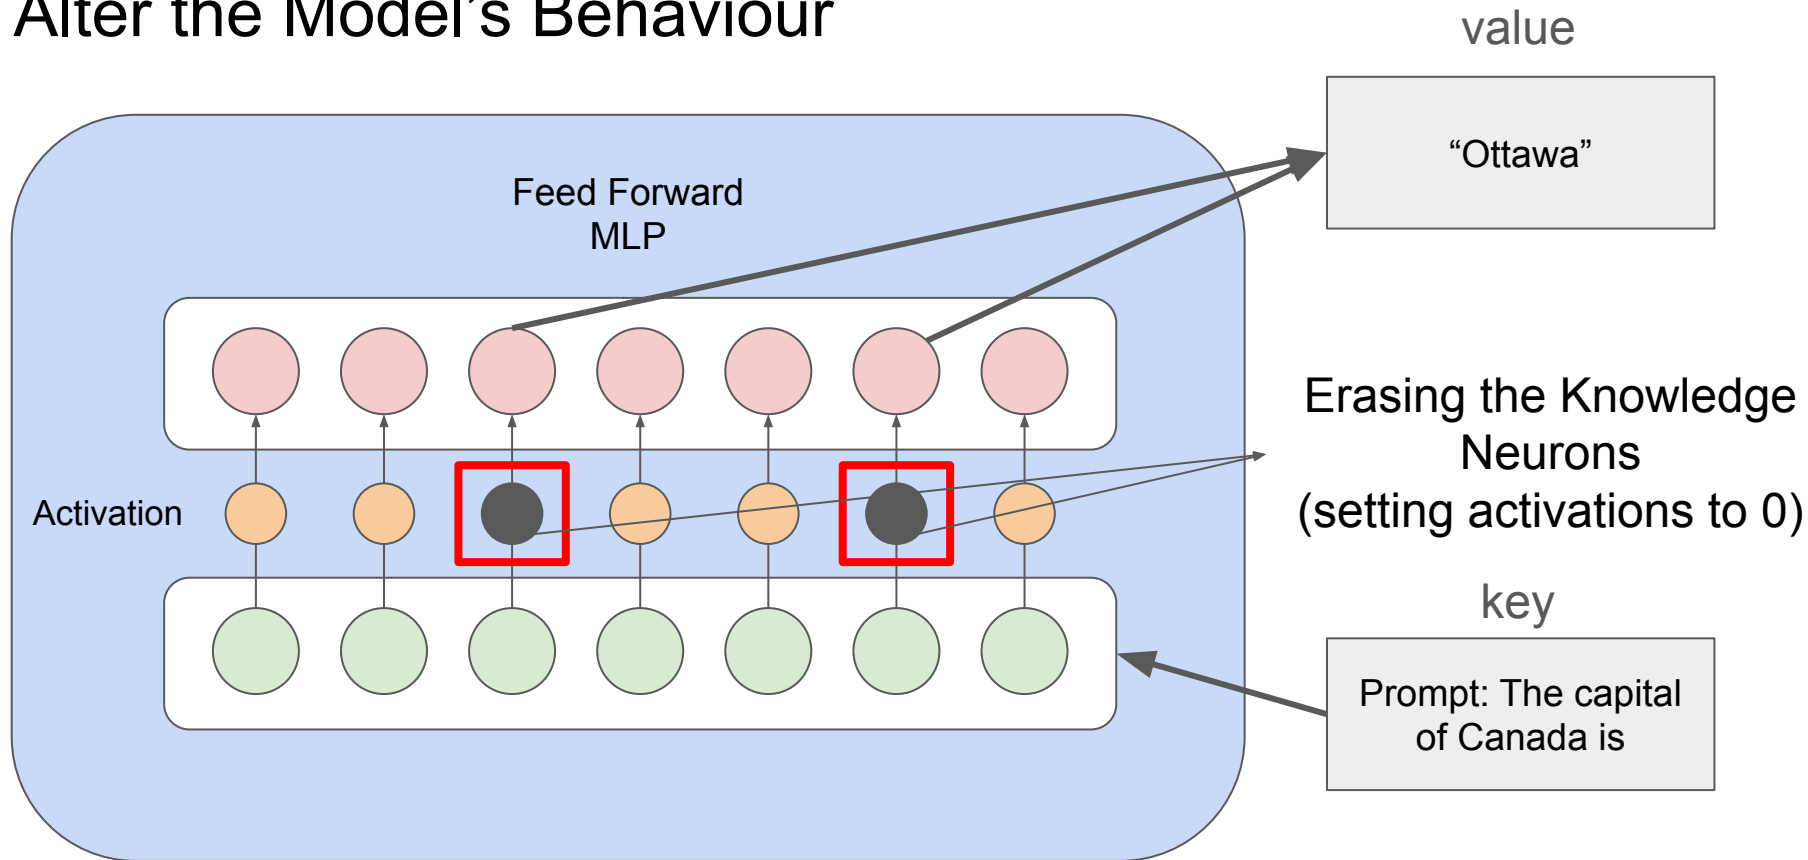 Alter the Model's Behaviour
value
“Ottawa”
Feed Forward
MLP
Erasing the Knowledge
Neurons
(setting activations to 0)
Activation
key
Prompt: The capital
of Canada is